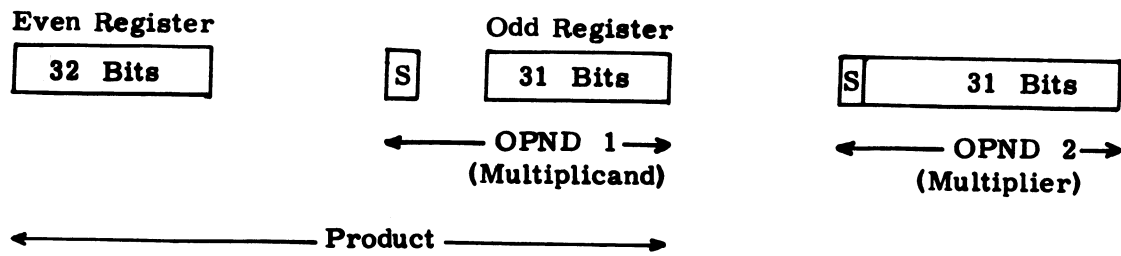 Even Register
Odd Register
32 Bits
S
31 Bits
S
31 Bits
OPND 1
(Multiplicand)
OPND 2
(Multiplier)
Product